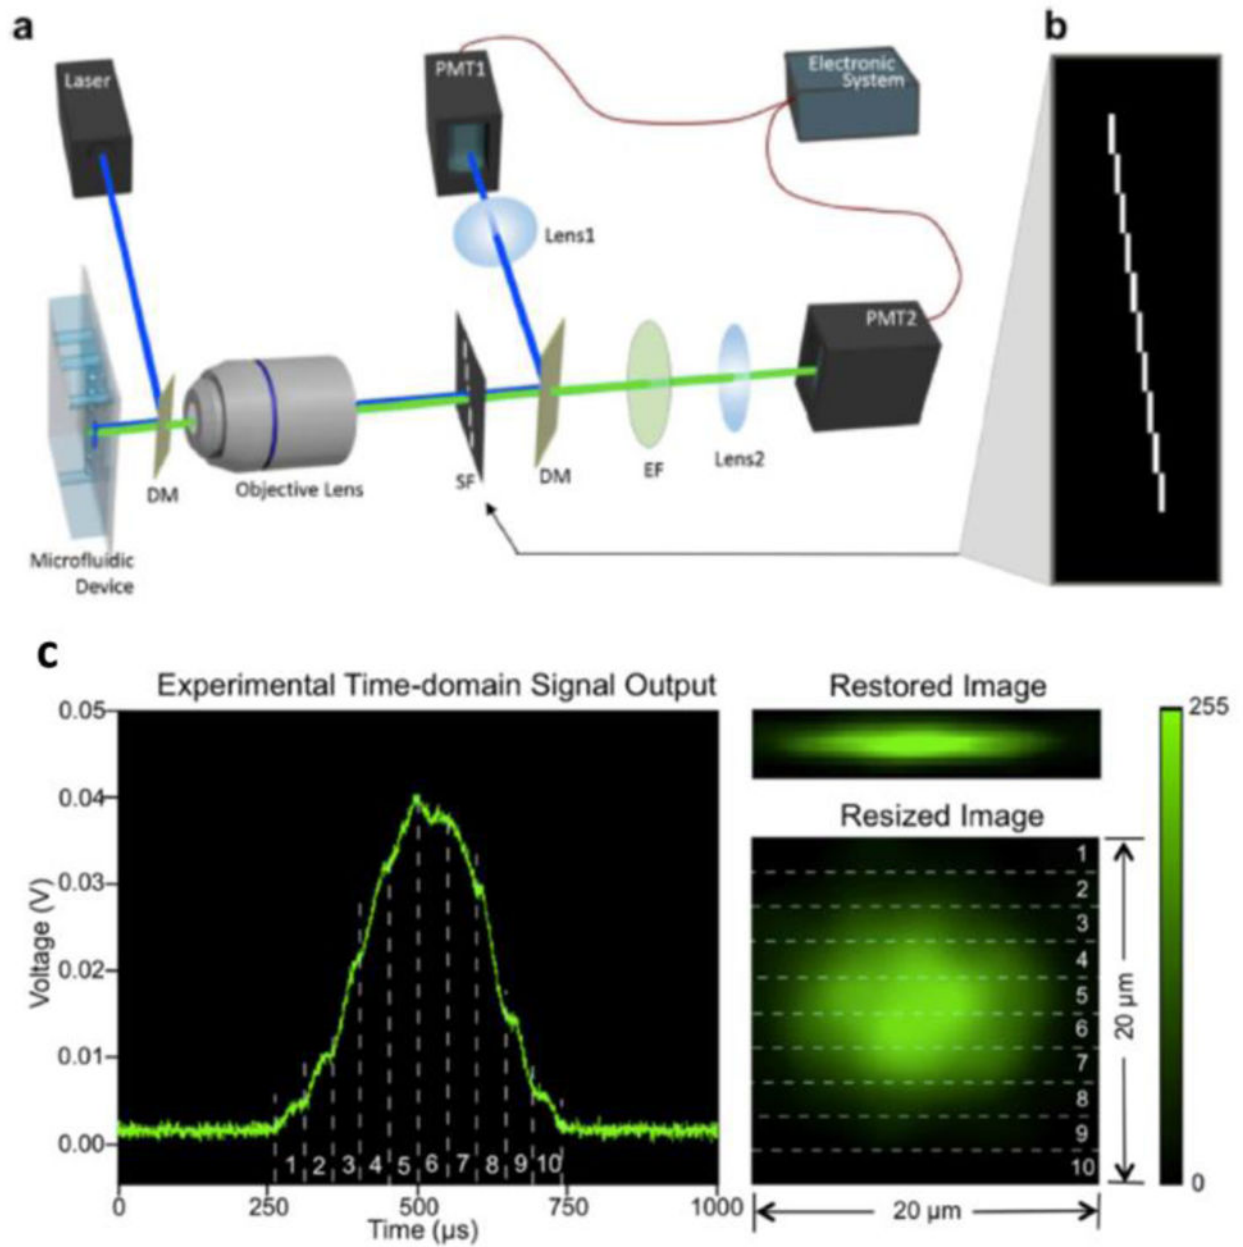 a
b
Laser
PMT1
Electronic
System
Lens1
PMT2
DM
Objective Lens
SF
DM
EF
Lens2
Microfluidic
Device
c
Experimental Time-domain Signal Output
Restored Image
0.05
0.04
0.03
0.02
0.01
0.00
Voltage (V)
1 2 3 4 5 6 7 8 9 10
0 250 500 750 1000
Time (µs)
255
0
Resized Image
1
2
3
4
5
6
7
8
9
10
20 µm
20 µm